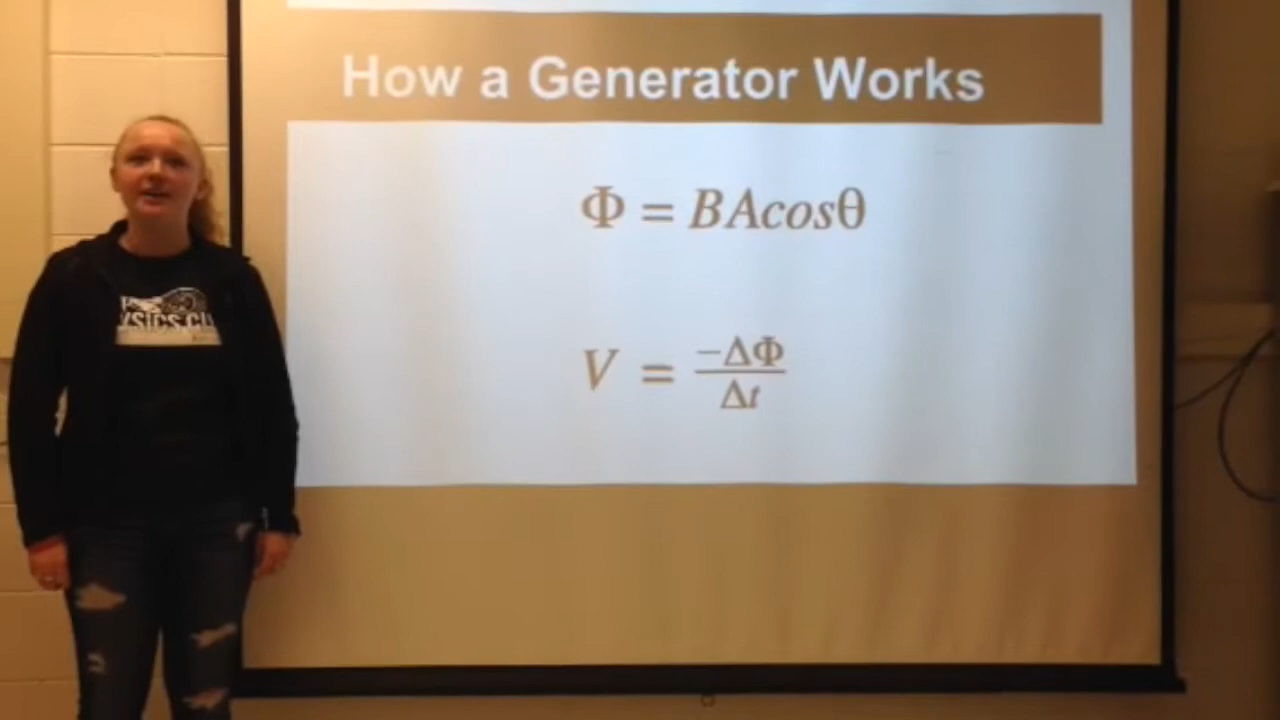 How a Generator Works
Φ = BAcosθ
V = −ΔΦ/Δt